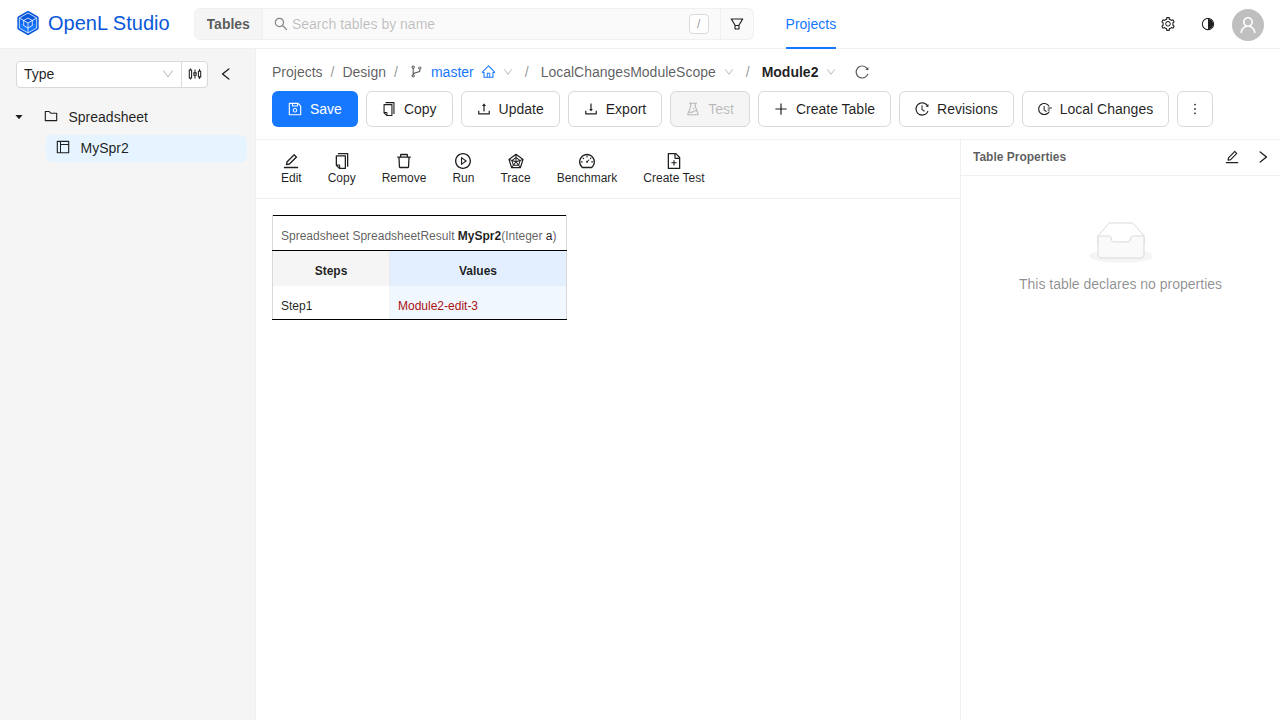 OpenL Studio
Tables
Search tables by name
/
Projects
Type
Projects / Design / master / LocalChangesModuleScope / Module2
Save
Copy
Update
Export
Test
Create Table
Revisions
Local Changes
Spreadsheet
MySpr2
Edit
Copy
Remove
Run
Trace
Benchmark
Create Test
Table Properties
Spreadsheet SpreadsheetResult MySpr2(Integer a)
Steps Values
Step1 Module2-edit-3
This table declares no properties